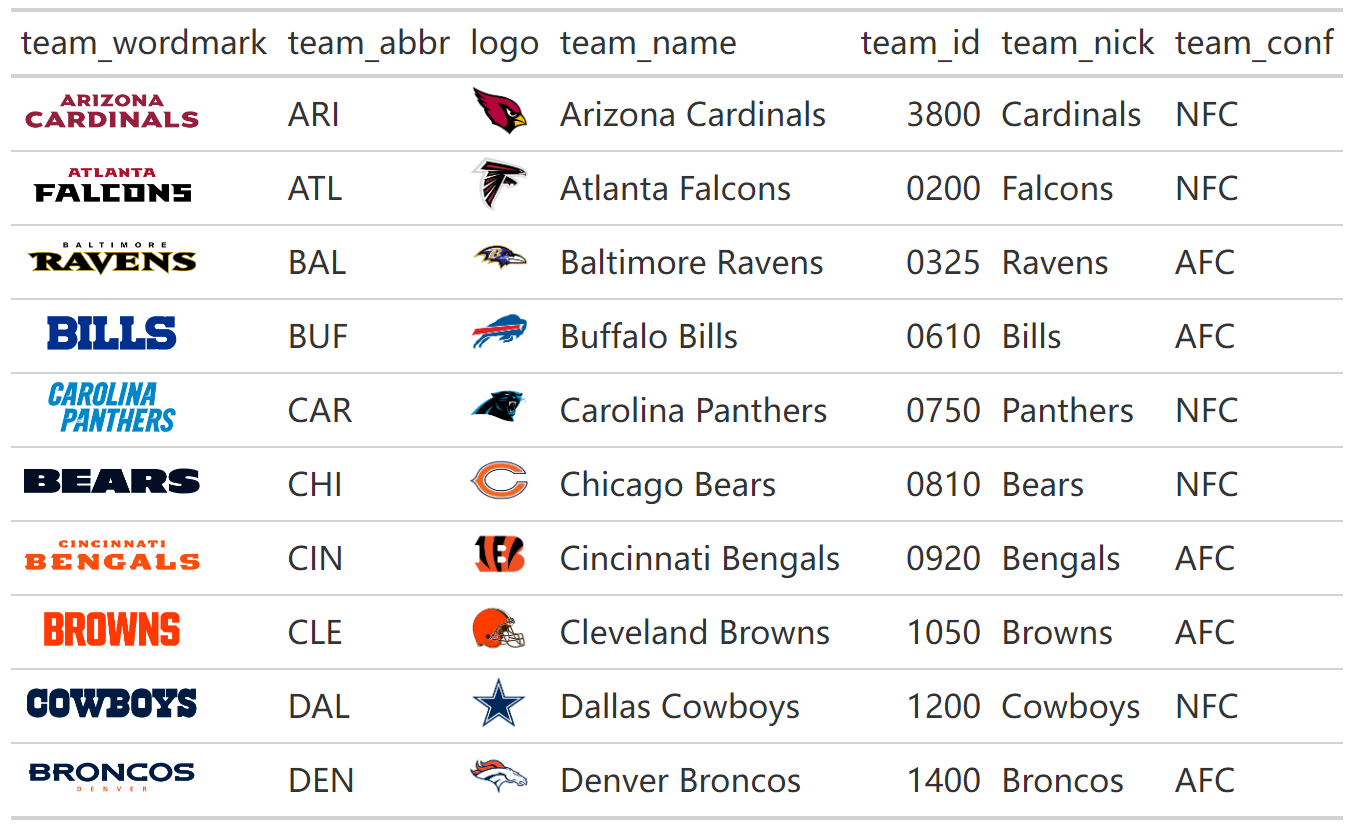 team_wordmark team_abbr logo team_name team_id team_nick team_conf
ARIZONA
CARDINALS ARI Arizona Cardinals 3800 Cardinals NFC
ATLANTA
FALCONS ATL Atlanta Falcons 0200 Falcons NFC
BALTIMORE
RAVENS BAL B Baltimore Ravens 0325 Ravens AFC
BILLS BUF Buffalo Bills 0610 Bills AFC
CAROLINA
PANTHERS CAR Carolina Panthers 0750 Panthers NFC
BEARS CHI C Chicago Bears 0810 Bears NFC
CINCINNATI
BENGALS CIN B Cincinnati Bengals 0920 Bengals AFC
BROWNS CLE Cleveland Browns 1050 Browns AFC
COWBOYS DAL Dallas Cowboys 1200 Cowboys NFC
BRONCOS DEN Denver Broncos 1400 Broncos AFC
DENVER